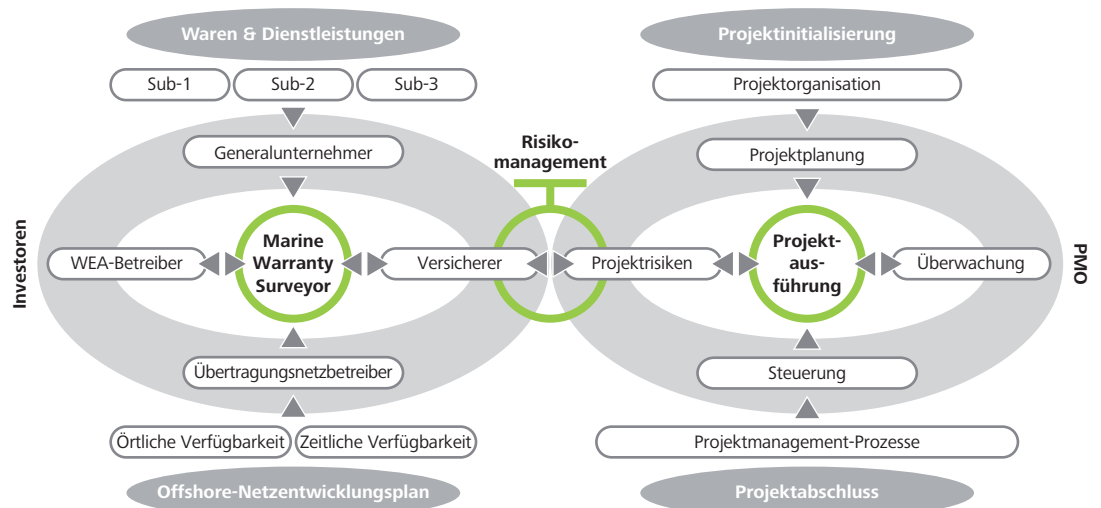 Waren & Dienstleistungen
Sub-1
Sub-2
Sub-3
Generalunternehmer
Investoren
WEA-Betreiber
Marine
Warranty
Surveyor
Versicherer
Übertragungsnetzbetreiber
Örtliche Verfügbarkeit
Zeitliche Verfügbarkeit
Offshore-Netzentwicklungsplan
Risiko-
management
Projektinitialisierung
Projektorganisation
Projektplanung
Projektrisiken
Projekt-
aus-
führung
Überwachung
PMO
Steuerung
Projektmanagement-Prozesse
Projektabschluss